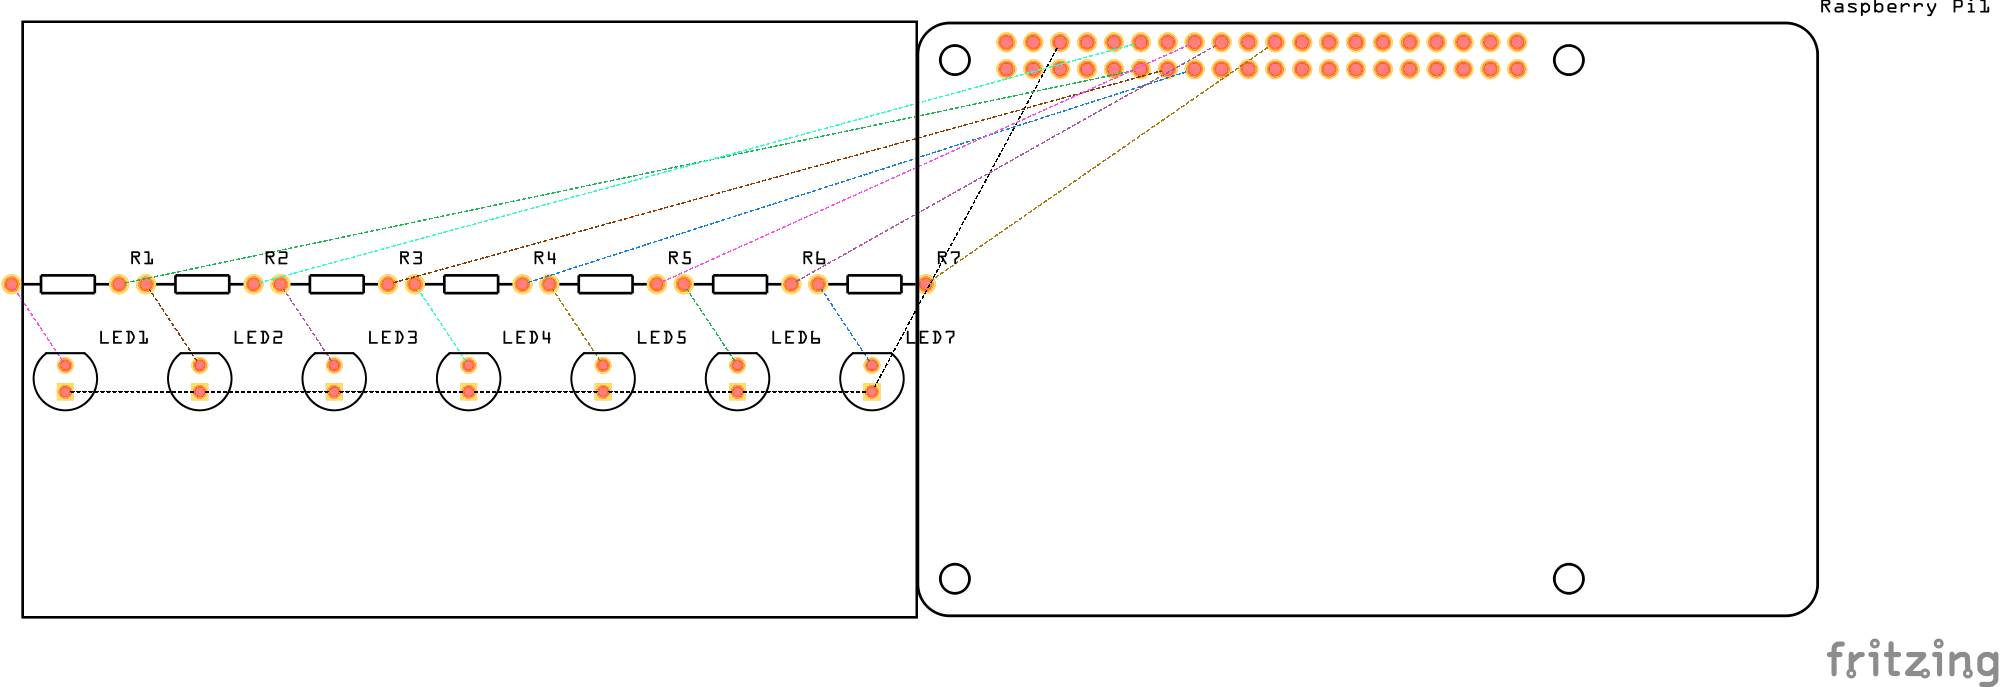 Raspberry Pi1
R1 R2 R3 R4 R5 R6 R7
LED1 LED2 LED3 LED4 LED5 LED6 LED7
fritzing